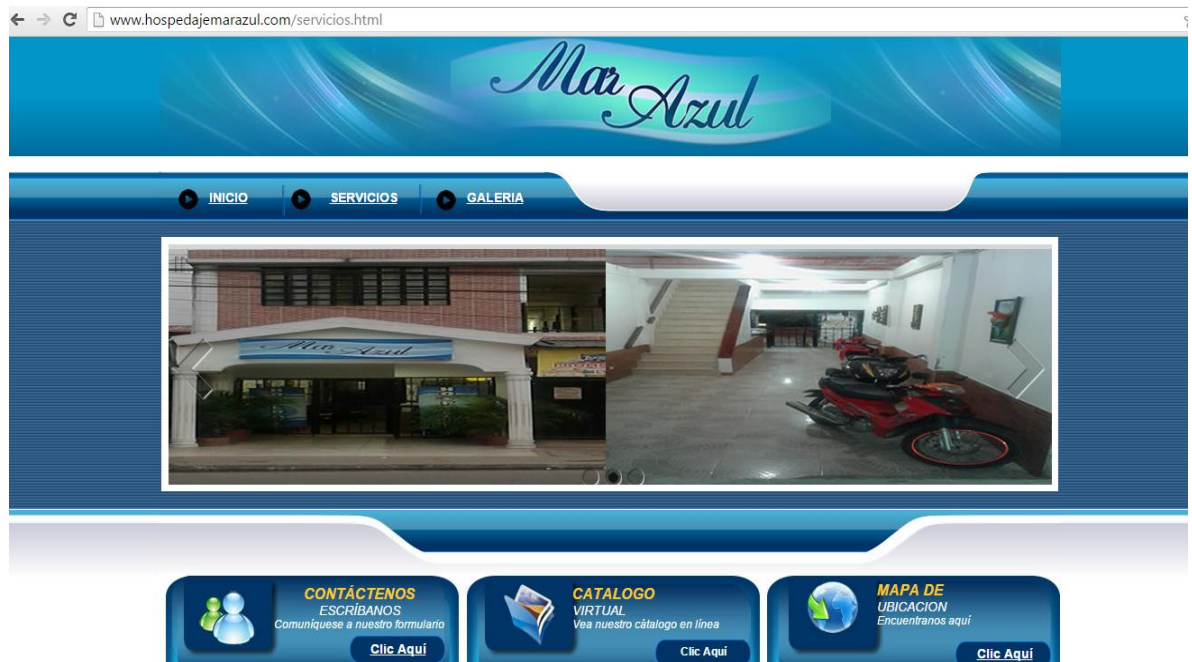 www.hospedajemarazul.com/servicios.html
Mar
Azul
INICIO SERVICIOS GALERIA
Mar Azul
CONTÁCTENOS
ESCRÍBANOS
Comuníquese a nuestro formulario
Clic Aquí
CATALOGO
VIRTUAL
Vea nuestro cátalogo en línea
Clic Aquí
MAPA DE
UBICACION
Encuentranos aquí
Clic Aquí